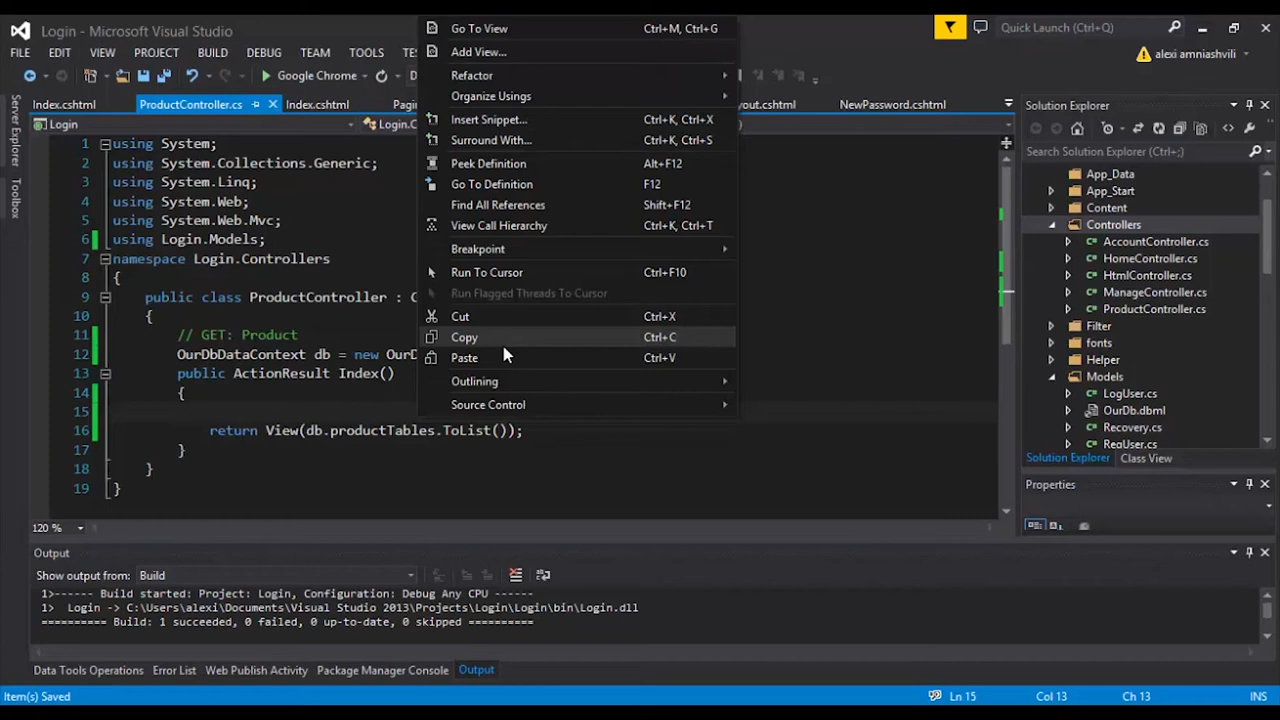 Login - Microsoft Visual Studio
Quick Launch (Ctrl+Q)
FILE EDIT VIEW PROJECT BUILD DEBUG TEAM TOOLS
alexi amniashvili
Google Chrome
Index.cshtml ProductController.cs Index.cshtml
NewPassword.cshtml
Login
1 using System;
2 using System.Collections.Generic;
3 using System.Linq;
4 using System.Web;
5 using System.Web.Mvc;
6 using Login.Models;
7 namespace Login.Controllers
8 {
9 public class ProductController :
10 {
11 // GET: Product
12 OurDbDataContext db = new
13 public ActionResult Index()
14 {
15
16 return View(db.productTables.ToList());
17 }
18 }
19 }
Go To View Ctrl+M, Ctrl+G
Add View...
Refactor
Organize Usings
Insert Snippet... Ctrl+K, Ctrl+X
Surround With... Ctrl+K, Ctrl+S
Peek Definition Alt+F12
Go To Definition F12
Find All References Shift+F12
View Call Hierarchy Ctrl+K, Ctrl+T
Breakpoint
Run To Cursor Ctrl+F10
Run Flagged Threads To Cursor
Cut Ctrl+X
Copy Ctrl+C
Paste Ctrl+V
Outlining
Source Control
Server Explorer
Toolbox
Solution Explorer
Search Solution Explorer (Ctrl+;)
App_Data
App_Start
Content
Controllers
AccountController.cs
HomeController.cs
HtmlController.cs
ManageController.cs
ProductController.cs
Filter
fonts
Helper
Models
LogUser.cs
OurDb.dbml
Recovery.cs
RegUser.cs
Solution Explorer Class View
Properties
120 %
Output
Show output from: Build
1>------ Build started: Project: Login, Configuration: Debug Any CPU ------
1> Login -> C:\Users\alexi\Documents\Visual Studio 2013\Projects\Login\Login\bin\Login.dll
========== Build: 1 succeeded, 0 failed, 0 up-to-date, 0 skipped ==========
Data Tools Operations Error List Web Publish Activity Package Manager Console Output
Item(s) Saved Ln 15 Col 13 Ch 13 INS